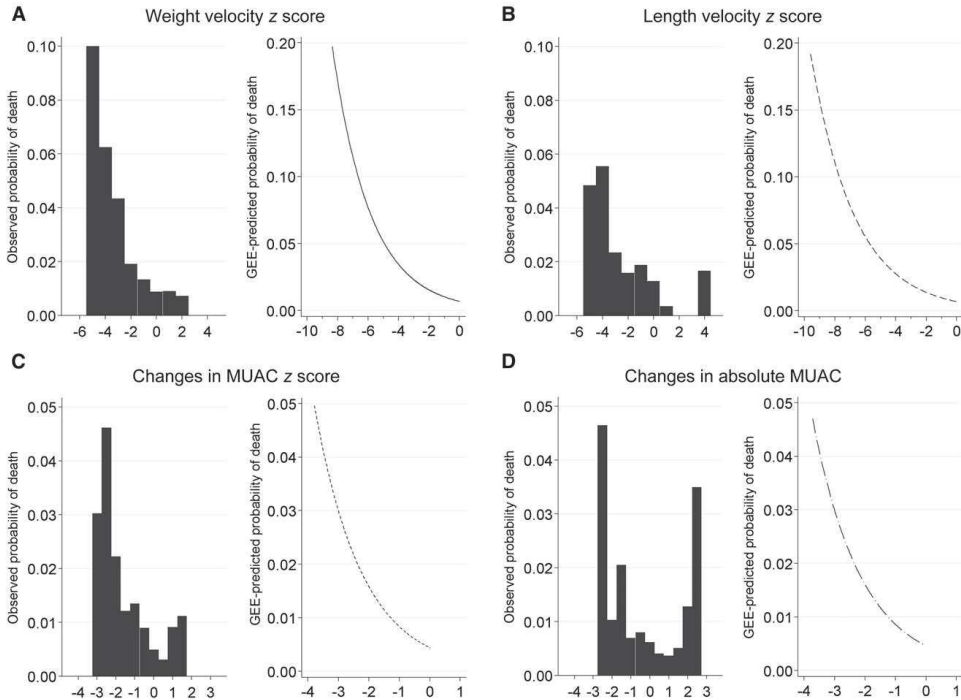 A
Weight velocity z score
Observed probability of death
0.10
0.08
0.06
0.04
0.02
0.00
-6 -4 -2 0 2 4
GEE-predicted probability of death
0.20
0.15
0.10
0.05
0.00
-10 -8 -6 -4 -2 0
B
Length velocity z score
Observed probability of death
0.10
0.08
0.06
0.04
0.02
0.00
-6 -4 -2 0 2 4
GEE-predicted probability of death
0.20
0.15
0.10
0.05
0.00
-10 -8 -6 -4 -2 0
C
Changes in MUAC z score
Observed probability of death
0.05
0.04
0.03
0.02
0.01
0.00
-4 -3 -2 -1 0 1 2 3
GEE-predicted probability of death
0.05
0.04
0.03
0.02
0.01
0.00
-4 -3 -2 -1 0 1
D
Changes in absolute MUAC
Observed probability of death
0.05
0.04
0.03
0.02
0.01
0.00
-4 -3 -2 -1 0 1 2 3
GEE-predicted probability of death
0.05
0.04
0.03
0.02
0.01
0.00
-4 -3 -2 -1 0 1